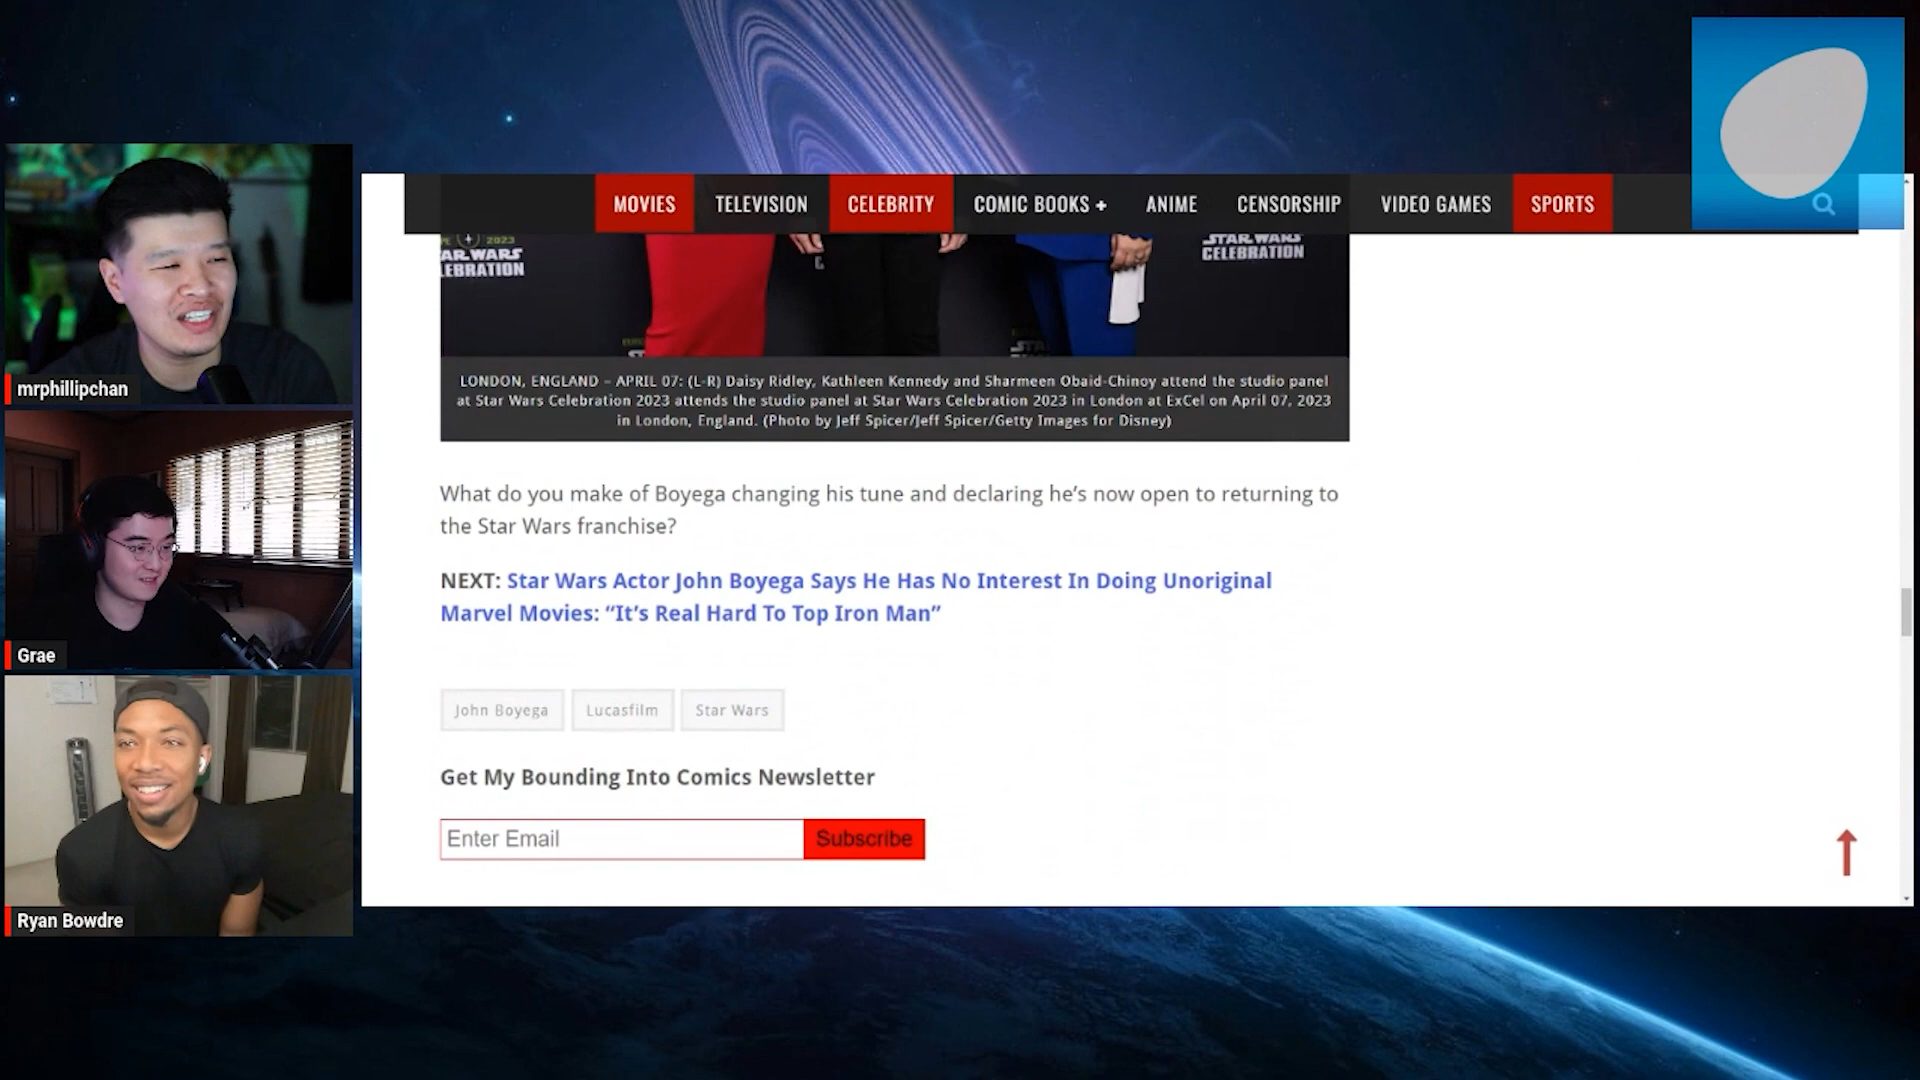 MOVIES TELEVISION CELEBRITY COMIC BOOKS + ANIME CENSORSHIP VIDEO GAMES SPORTS
2023
AR.WARS
EBRATION
STAR WARS
CELEBRATION
LONDON, ENGLAND – APRIL 07: (L-R) Daisy Ridley, Kathleen Kennedy and Sharmeen Obaid-Chinoy attend the studio panel
at Star Wars Celebration 2023 attends the studio panel at Star Wars Celebration 2023 in London at ExCel on April 07, 2023
in London, England. (Photo by Jeff Spicer/Jeff Spicer/Getty Images for Disney)
What do you make of Boyega changing his tune and declaring he’s now open to returning to
the Star Wars franchise?
NEXT: Star Wars Actor John Boyega Says He Has No Interest In Doing Unoriginal
Marvel Movies: “It’s Real Hard To Top Iron Man”
John Boyega Lucasfilm Star Wars
Get My Bounding Into Comics Newsletter
Enter Email Subscribe
mrphillipchan
Grae
Ryan Bowdre